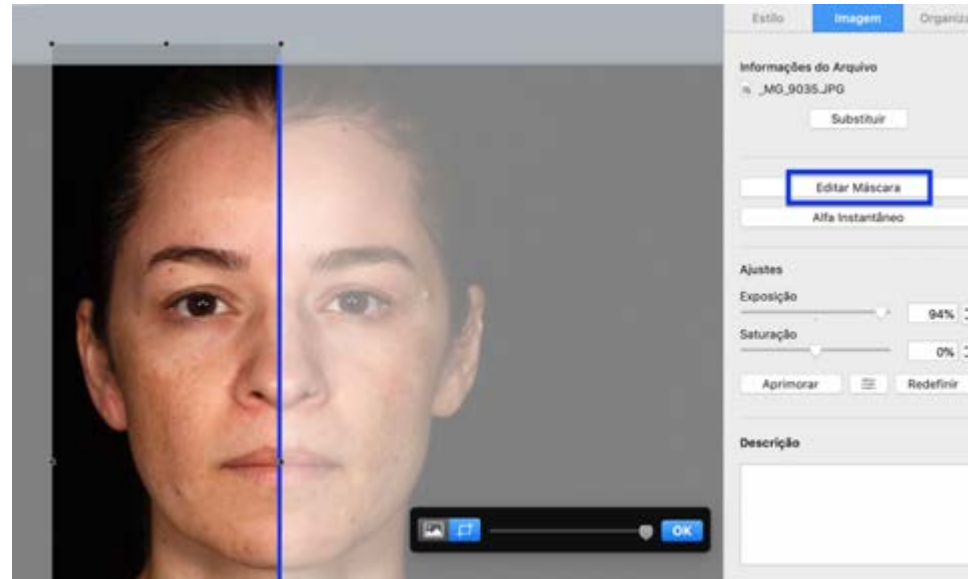 Estilo
Imagem
Organiza
Informações do Arquivo
_MG_9035.JPG
Substituir
Editar Máscara
Alfa Instantâneo
Ajustes
Exposição
94%
Saturação
0%
Aprimorar
Redefinir
Descrição
OK